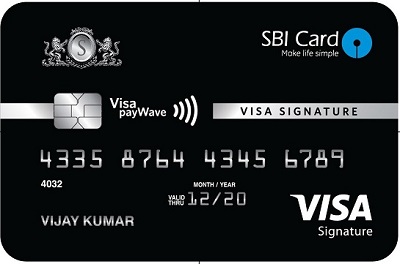 S
SBI Card
Make life simple
Visa
payWave
VISA SIGNATURE
4335 8764 4345 6789
4032
MONTH / YEAR
VALID
THRU 12/20
VIJAY KUMAR
VISA
Signature